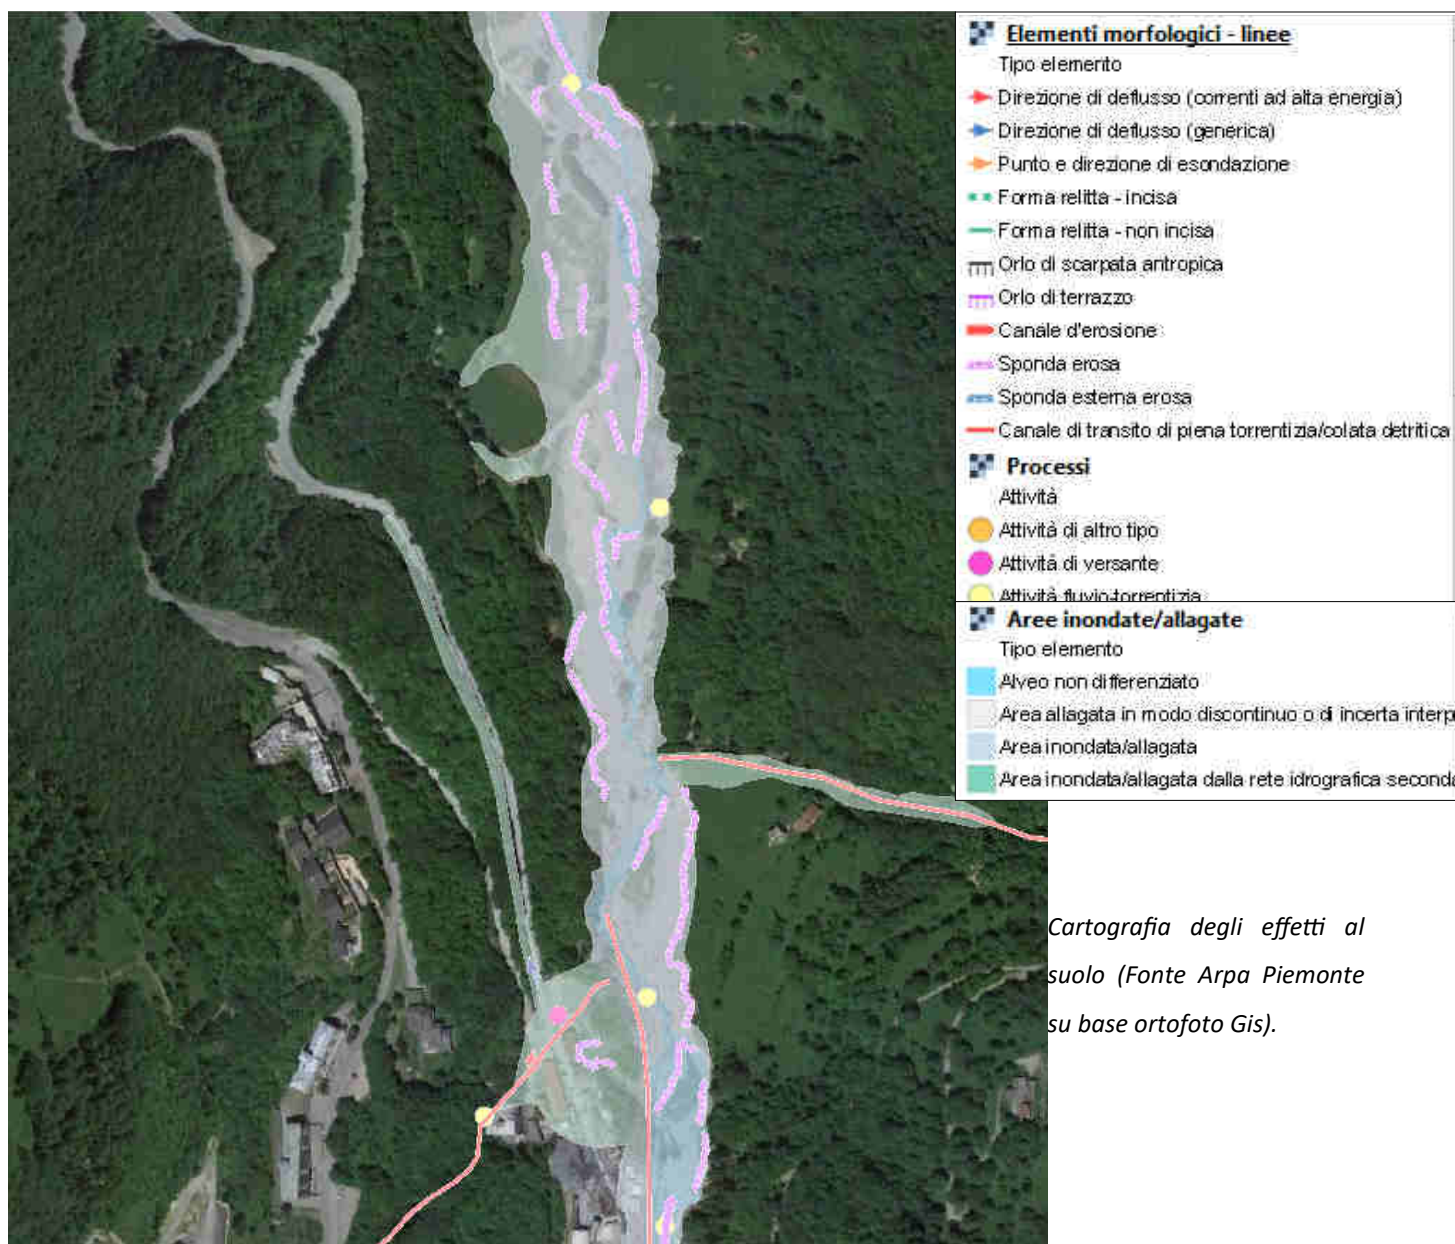 Elementi morfologici - linee
Tipo elemento
Direzione di deflusso (correnti ad alta energia)
Direzione di deflusso (generica)
Punto e direzione di esondazione
Forma relitta - incisa
Forma relitta - non incisa
Orlo di scarpata antropica
Orlo di terrazzo
Canale d'erosione
Sponda erosa
Sponda esterna erosa
Canale di transito di piena torrentizia/colata detritica
Processi
Attività
Attività di altro tipo
Attività di versante
Attività fluvio-torrentizia
Aree inondate/allagate
Tipo elemento
Alveo non differenziato
Area allagata in modo discontinuo o di incerta interp
Area inondata/allagata
Area inondata/allagata dalla rete idrografica seconda
Cartografia degli effetti al
suolo (Fonte Arpa Piemonte
su base ortofoto Gis).